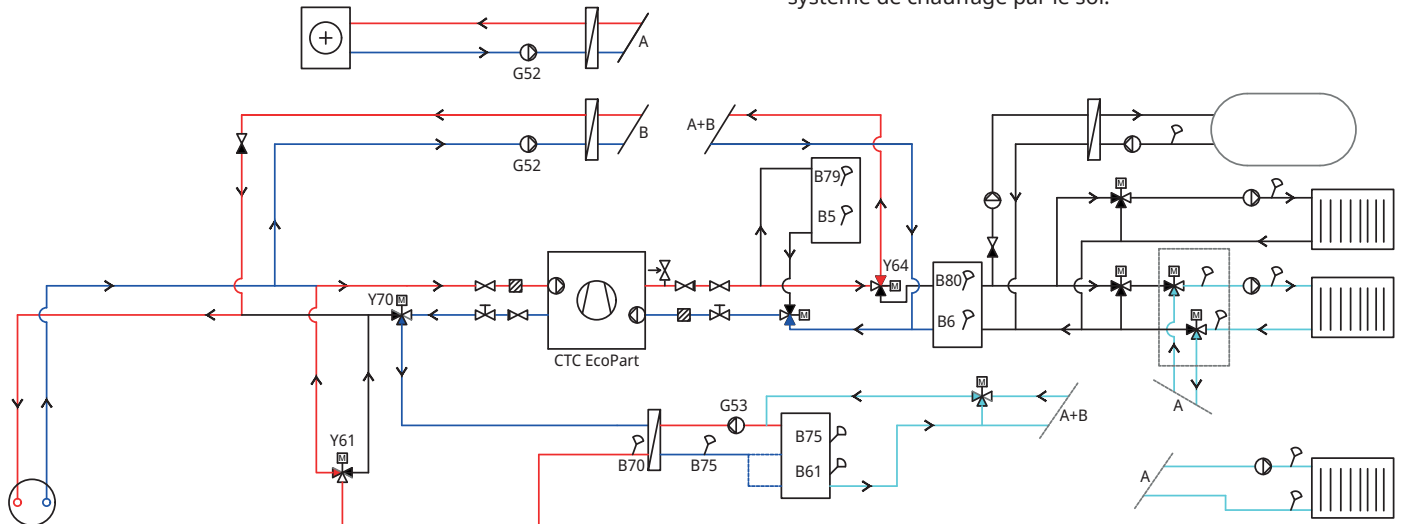 système de chauffage par le sol.
A
G52
B
G52
A+B
B79
B5
Y64
M
M
M
B80
B6
M
M
M
M
Y70
M
CTC EcoPart
A
M
G53
A+B
Y61
M
B70
B75
B75
B61
A